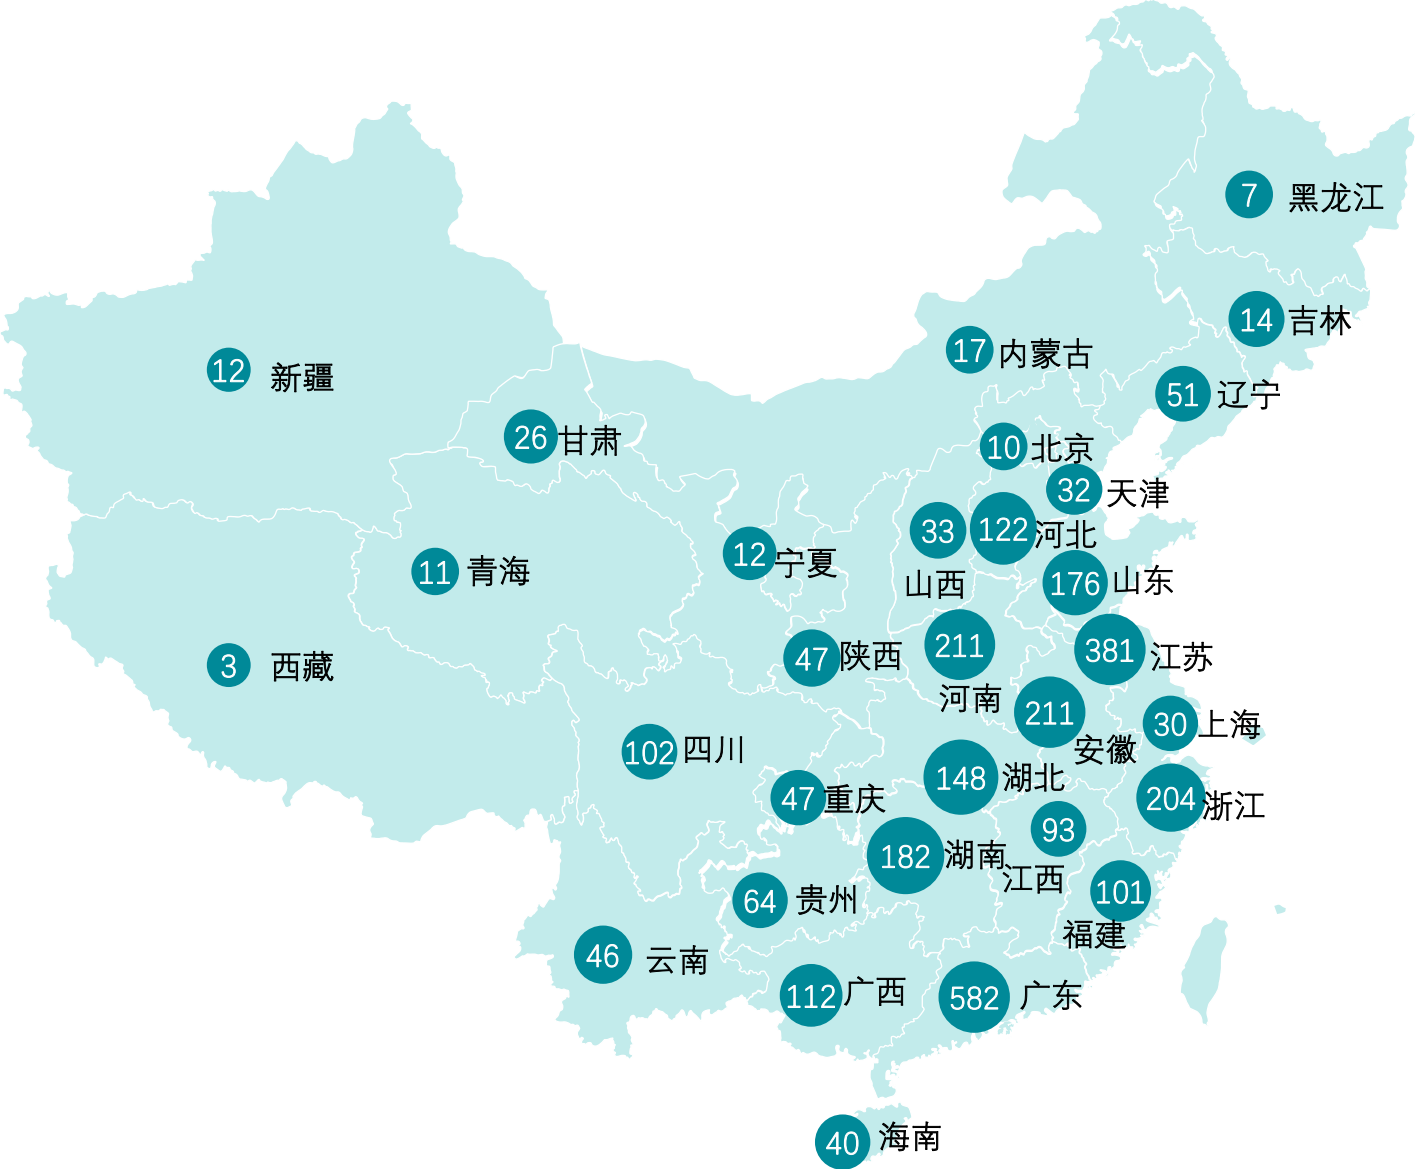 7 黑龙江
14 吉林
17 内蒙古
12 新疆
51 辽宁
26 甘肃
10 北京
32 天津
33
山西
122 河北
12 宁夏
11 青海
176 山东
211
河南
381 江苏
47 陕西
3 西藏
211
安徽
30 上海
102 四川
148 湖北
47 重庆
204 浙江
93
江西
182 湖南
101
福建
64 贵州
46 云南
112 广西
582 广东
40 海南